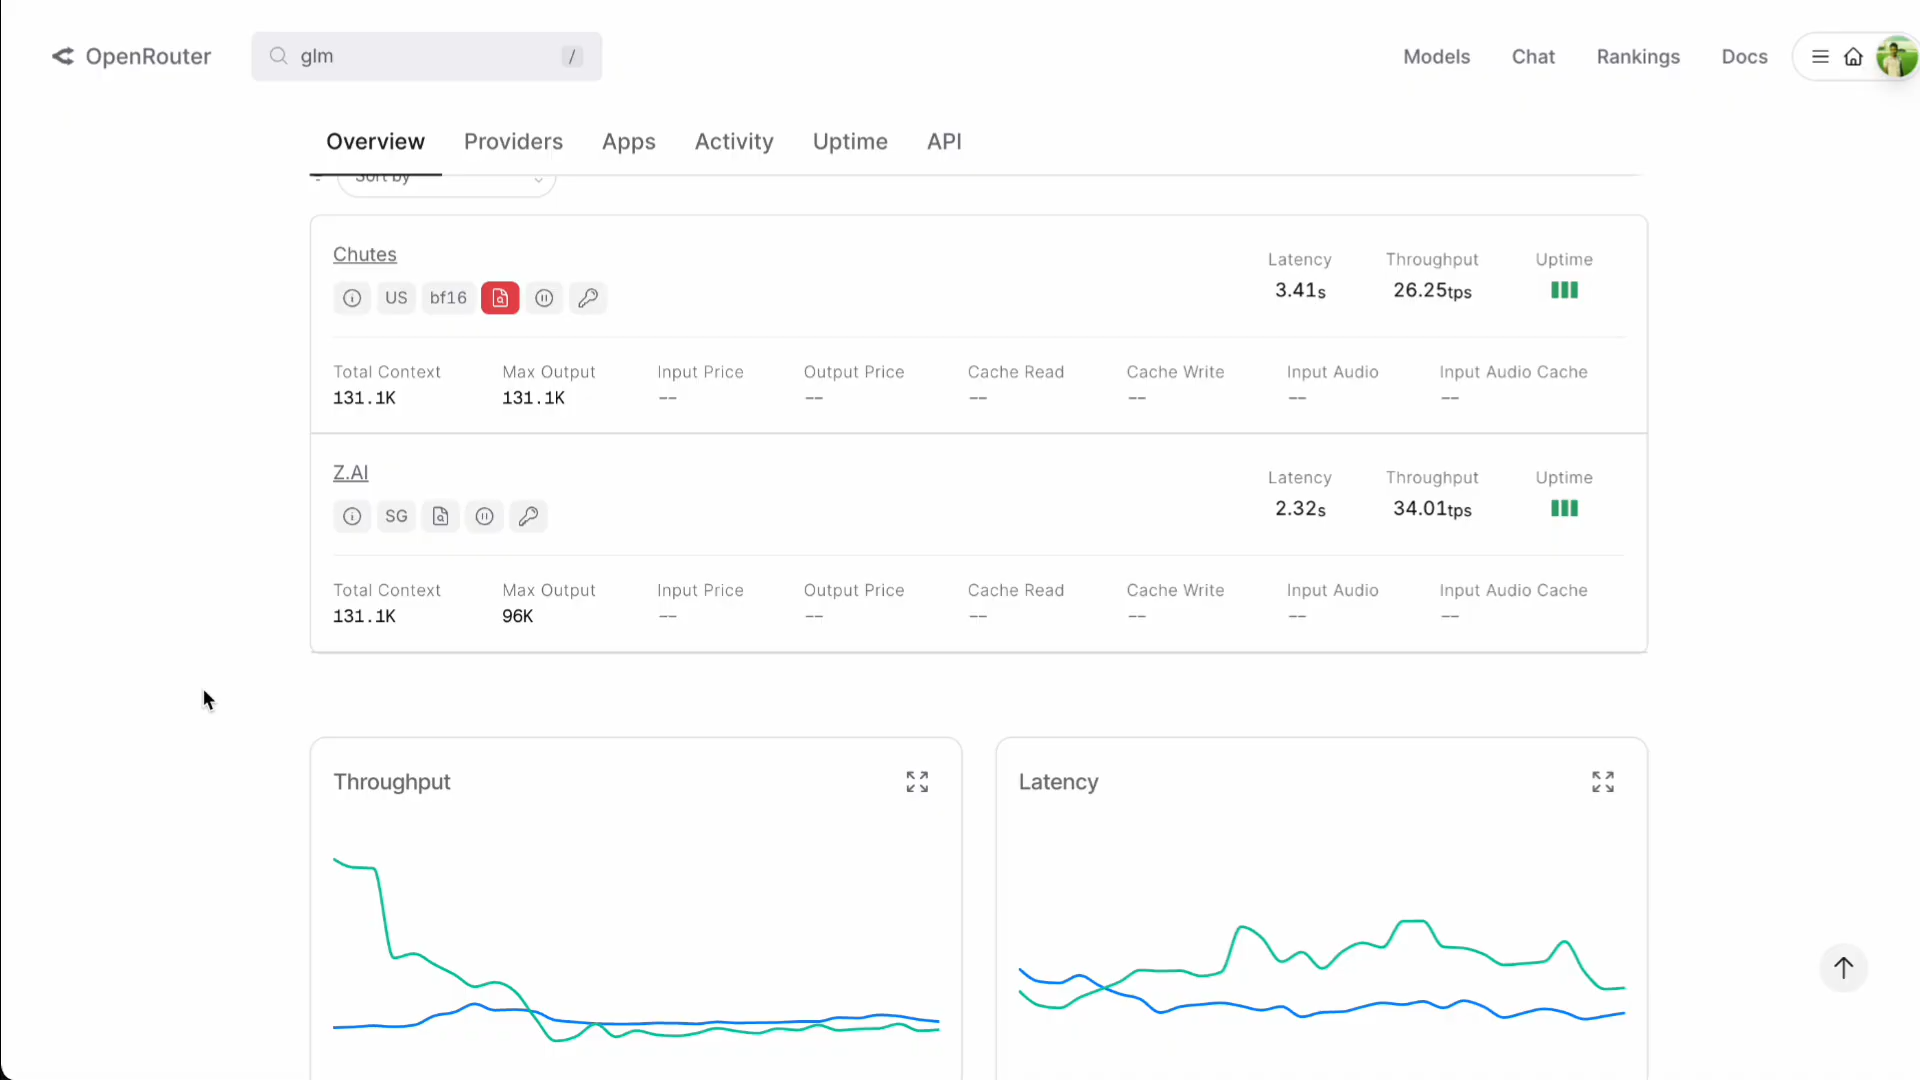 OpenRouter
glm
/
Models
Chat
Rankings
Docs
Overview
Providers
Apps
Activity
Uptime
API
Sort by
Chutes
US
bf16
Latency
Throughput
Uptime
3.41s
26.25tps
Total Context
Max Output
Input Price
Output Price
Cache Read
Cache Write
Input Audio
Input Audio Cache
131.1K
131.1K
--
--
--
--
--
--
Z.AI
SG
Latency
Throughput
Uptime
2.32s
34.01tps
Total Context
Max Output
Input Price
Output Price
Cache Read
Cache Write
Input Audio
Input Audio Cache
131.1K
96K
--
--
--
--
--
--
Throughput
Latency